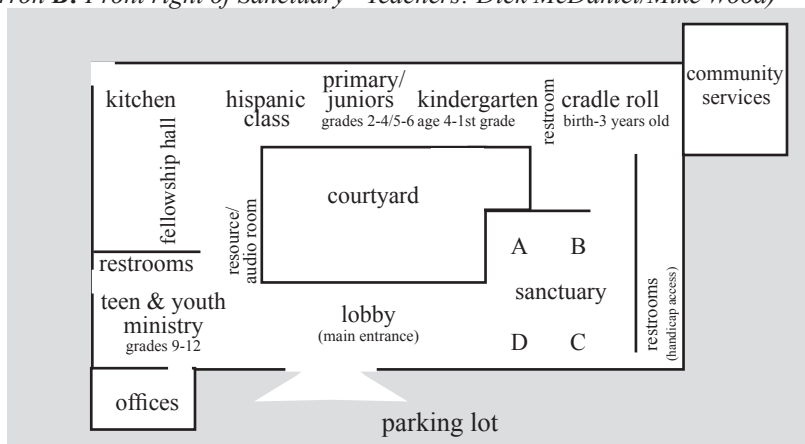 B: Front right of Sanctuary Teachers: Dick McDaniel/Mike Wood)
community
services
kitchen
hispanic
class
primary/
juniors
grades 2-4/5-6
kindergarten
age 4-1st grade
restroom
cradle roll
birth-3 years old
fellowship hall
courtyard
resource/
audio room
A B
restrooms
sanctuary
teen & youth
ministry
grades 9-12
lobby
(main entrance)
D C
restrooms
(handicap access)
offices
parking lot